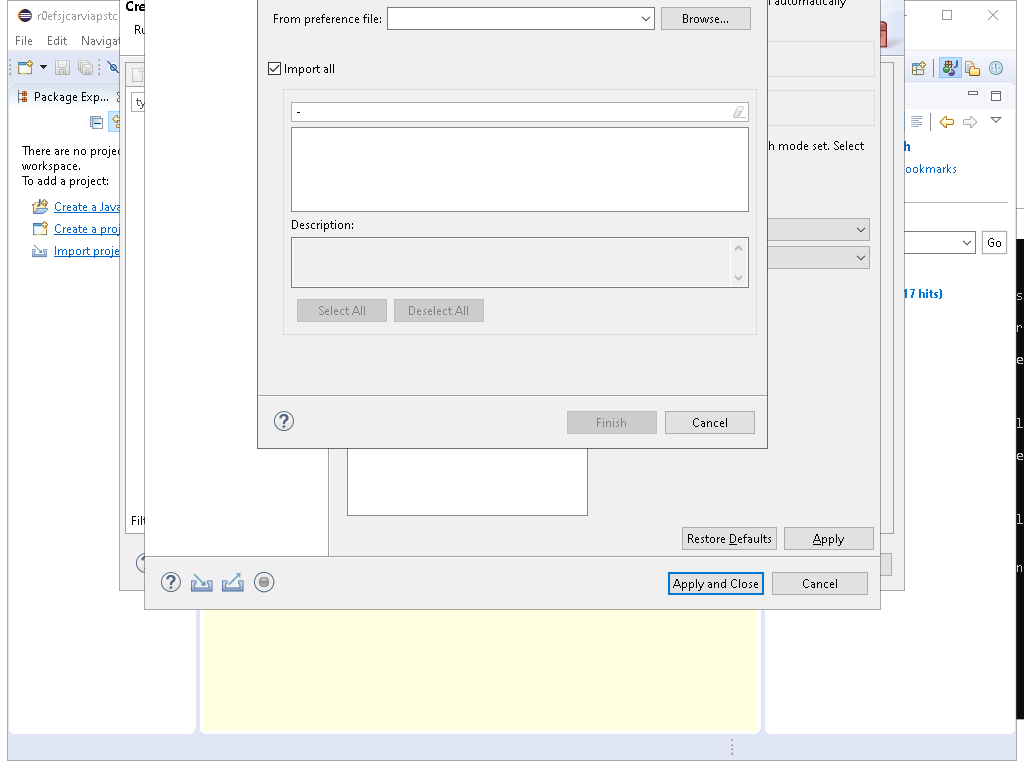 r0efsjcarviapstc
Cre
Ru
l automatically
From preference file:
Browse...
File Edit Navigat
Import all
Package Exp...
ty
-
h mode set. Select
h
There are no projec
workspace.
To add a project:
ookmarks
Create a Java
Description:
Create a proj
Go
Import proje
17 hits)
s
Select All Deselect All
r
e
Finish Cancel
l
e
Filt
l
Restore Defaults Apply
n
Apply and Close Cancel